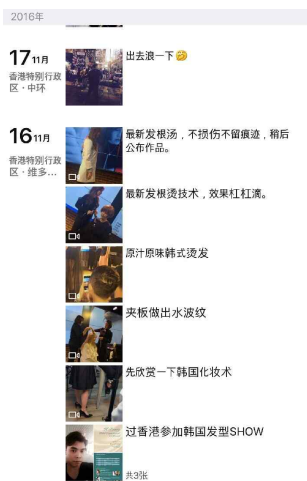 2016年
17 11月
香港特别行政
区·中环
出去浪一下
16 11月
香港特别行政
区·维多...
最新发根汤，不损伤不留痕迹，稍后
公布作品。
最新发根烫技术，效果杠杠滴。
原汁原味韩式烫发
夹板做出水波纹
先欣赏一下韩国化妆术
过香港参加韩国发型SHOW
共3张